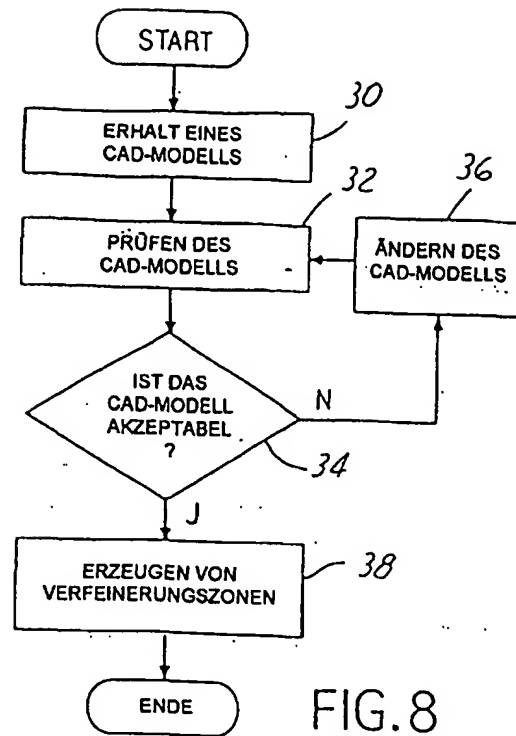 START
30
ERHALT EINES
CAD-MODELLS
32
PRÜFEN DES
CAD-MODELLS
36
ÄNDERN DES
CAD-MODELLS
IST DAS
CAD-MODELL
AKZEPTABEL
?
N
34
J
38
ERZEUGEN VON
VERFEINERUNGSZONEN
ENDE
FIG.8